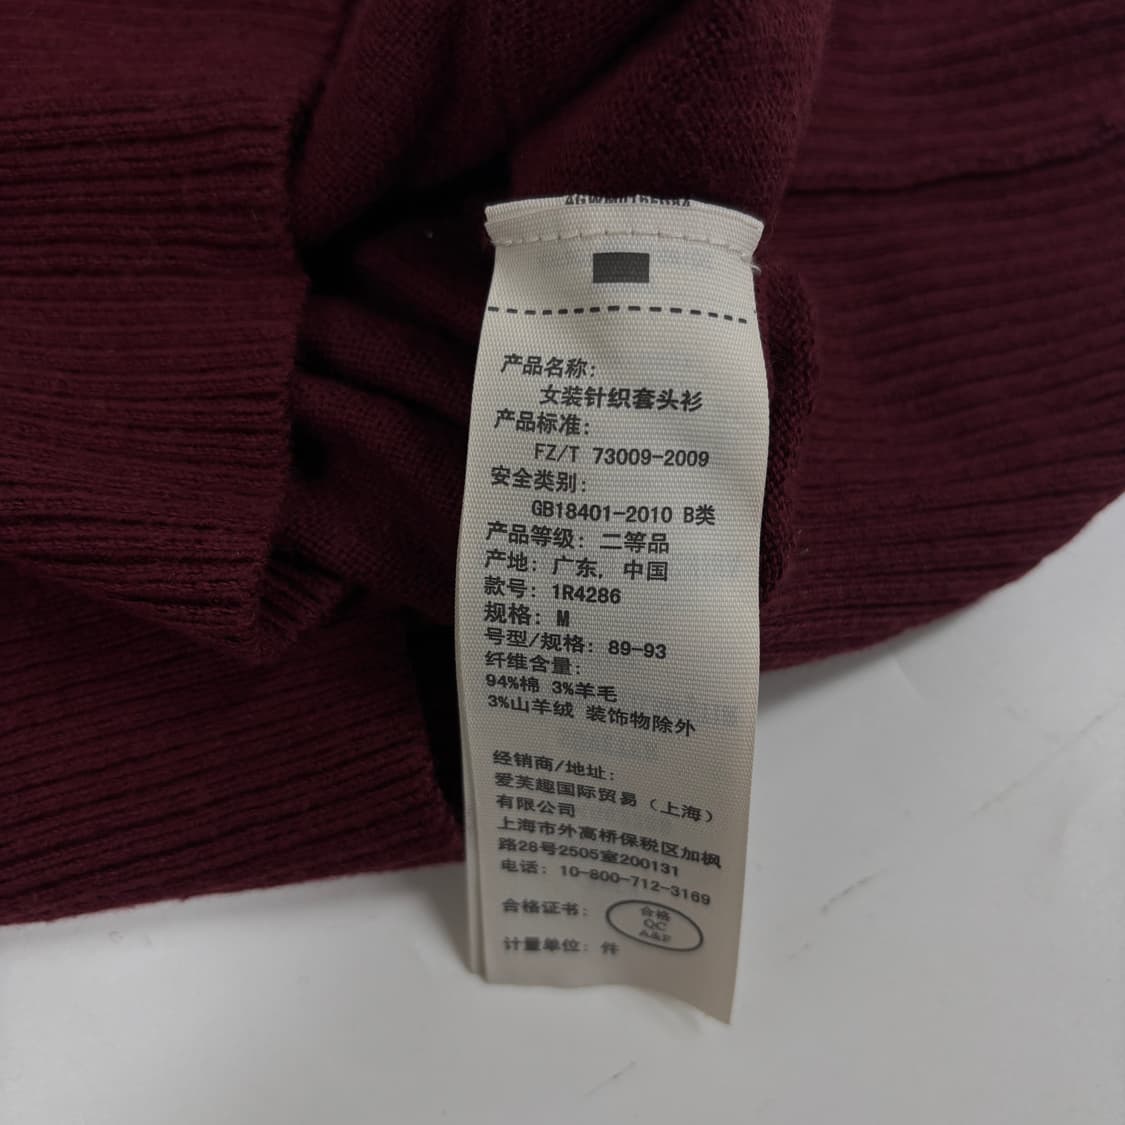 产品名称:
女装针织套头衫
产品标准:
FZ/T 73009-2009
安全类别:
GB18401-2010 B类
产品等级: 二等品
产地: 广东, 中国
款号: 1R4286
规格: M
号型/规格: 89-93
纤维含量:
94%棉 3%羊毛
3%山羊绒 装饰物除外
经销商/地址:
爱芙趣国际贸易（上海）
有限公司
上海市外高桥保税区加枫
路28号2505室200131
电话: 10-800-712-3169
合格证书:
合格
QC
A&F
计量单位: 件